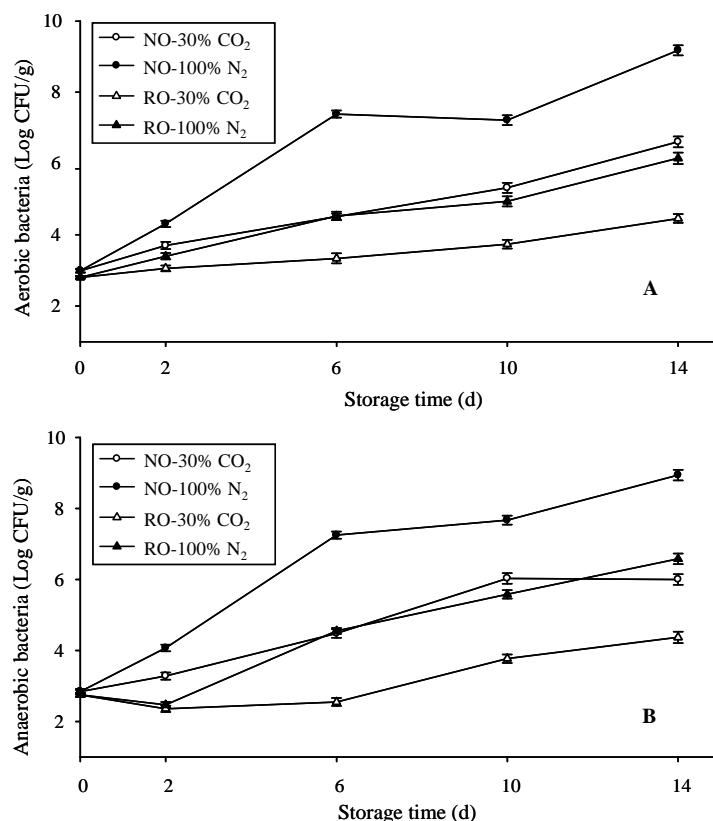 10
8
6
4
2
Aerobic bacteria (Log CFU/g)
NO-30% CO₂
NO-100% N₂
RO-30% CO₂
RO-100% N₂
A
0 2 6 10 14
Storage time (d)
10
8
6
4
2
Anaerobic bacteria (Log CFU/g)
NO-30% CO₂
NO-100% N₂
RO-30% CO₂
RO-100% N₂
B
0 2 6 10 14
Storage time (d)